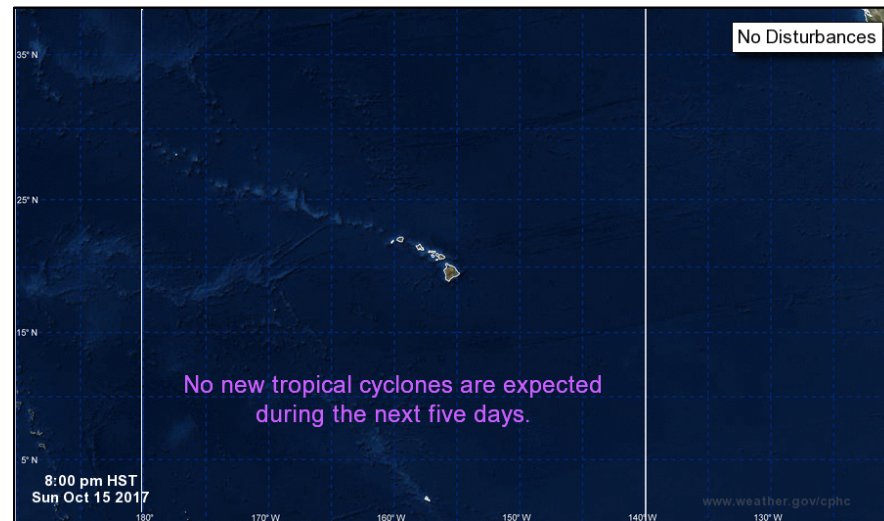 No Disturbances
35° N
25° N
15° N
No new tropical cyclones are expected
during the next five days.
5° N
8:00 pm HST
Sun Oct 15 2017
www.weather.gov/cphc
180°
170° W
160° W
150° W
140° W
130° W